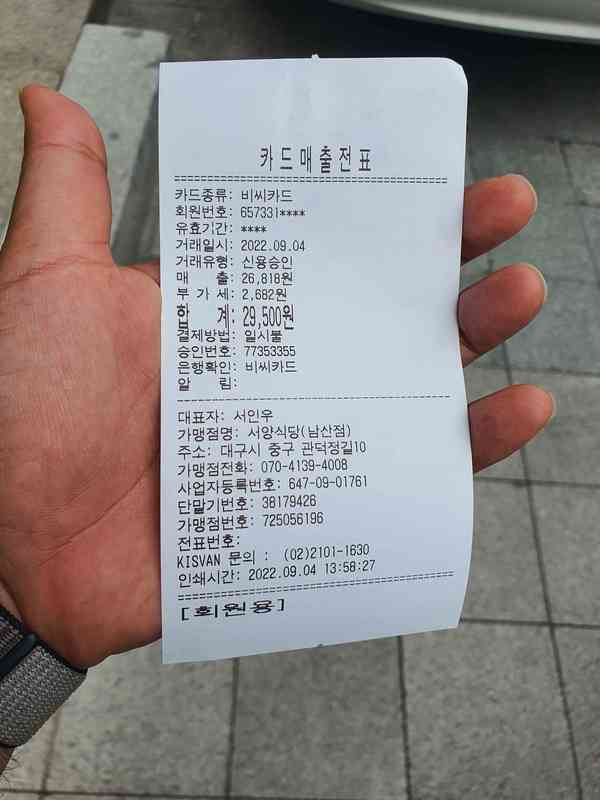 카드매출전표
================================
카드종류: 비씨카드
회원번호: 657331****
유효기간: ****
거래일시: 2022.09.04
거래유형: 신용승인
매 출: 26,818원
부 가 세: 2,682원
합 계: 29,500원
결제방법: 일시불
승인번호: 77353355
은행확인: 비씨카드
알 림:
--------------------------------
대표자: 서인우
가맹점명: 서양식당(남산점)
주소: 대구시 중구 관덕정길10
가맹점전화: 070-4139-4008
사업자등록번호: 647-09-01761
단말기번호: 38179426
가맹점번호: 725056196
전표번호:
KISVAN 문의 : (02)2101-1630
인쇄시간: 2022.09.04 13:58:27
================================
[회원용]